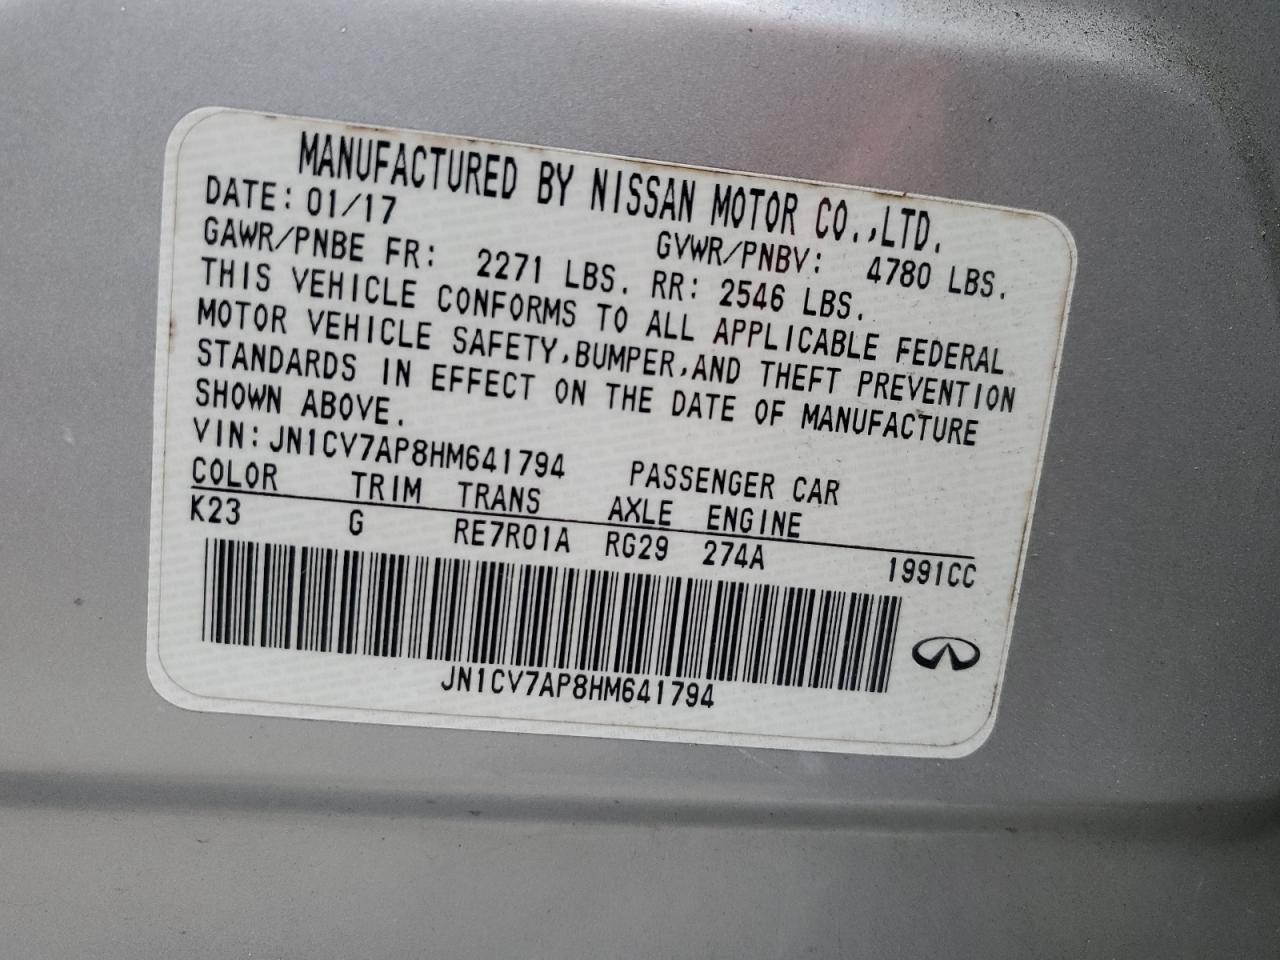 MANUFACTURED BY NISSAN MOTOR CO.,LTD.
DATE: 01/17 GVWR/PNBV: 4780 LBS.
GAWR/PNBE FR: 2271 LBS. RR: 2546 LBS.
THIS VEHICLE CONFORMS TO ALL APPLICABLE FEDERAL
MOTOR VEHICLE SAFETY,BUMPER,AND THEFT PREVENTION
STANDARDS IN EFFECT ON THE DATE OF MANUFACTURE
SHOWN ABOVE.
VIN: JN1CV7AP8HM641794 PASSENGER CAR
COLOR TRIM TRANS AXLE ENGINE
K23 G RE7R01A RG29 274A 1991CC
JN1CV7AP8HM641794